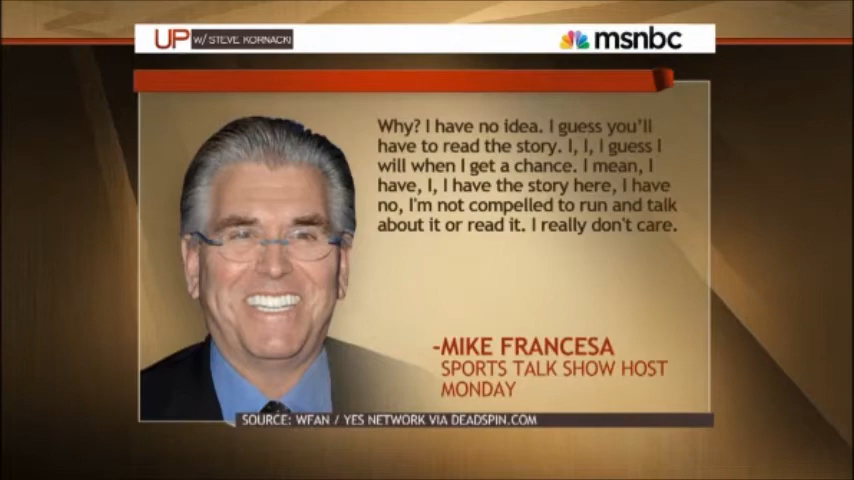 UP W/ STEVE KORNACKI
msnbc
Why? I have no idea. I guess you'll
have to read the story. I, I, I guess I
will when I get a chance. I mean, I
have, I, I have the story here, I have
no, I'm not compelled to run and talk
about it or read it. I really don't care.
-MIKE FRANCESA
SPORTS TALK SHOW HOST
MONDAY
SOURCE: WFAN / YES NETWORK VIA DEADSPIN.COM